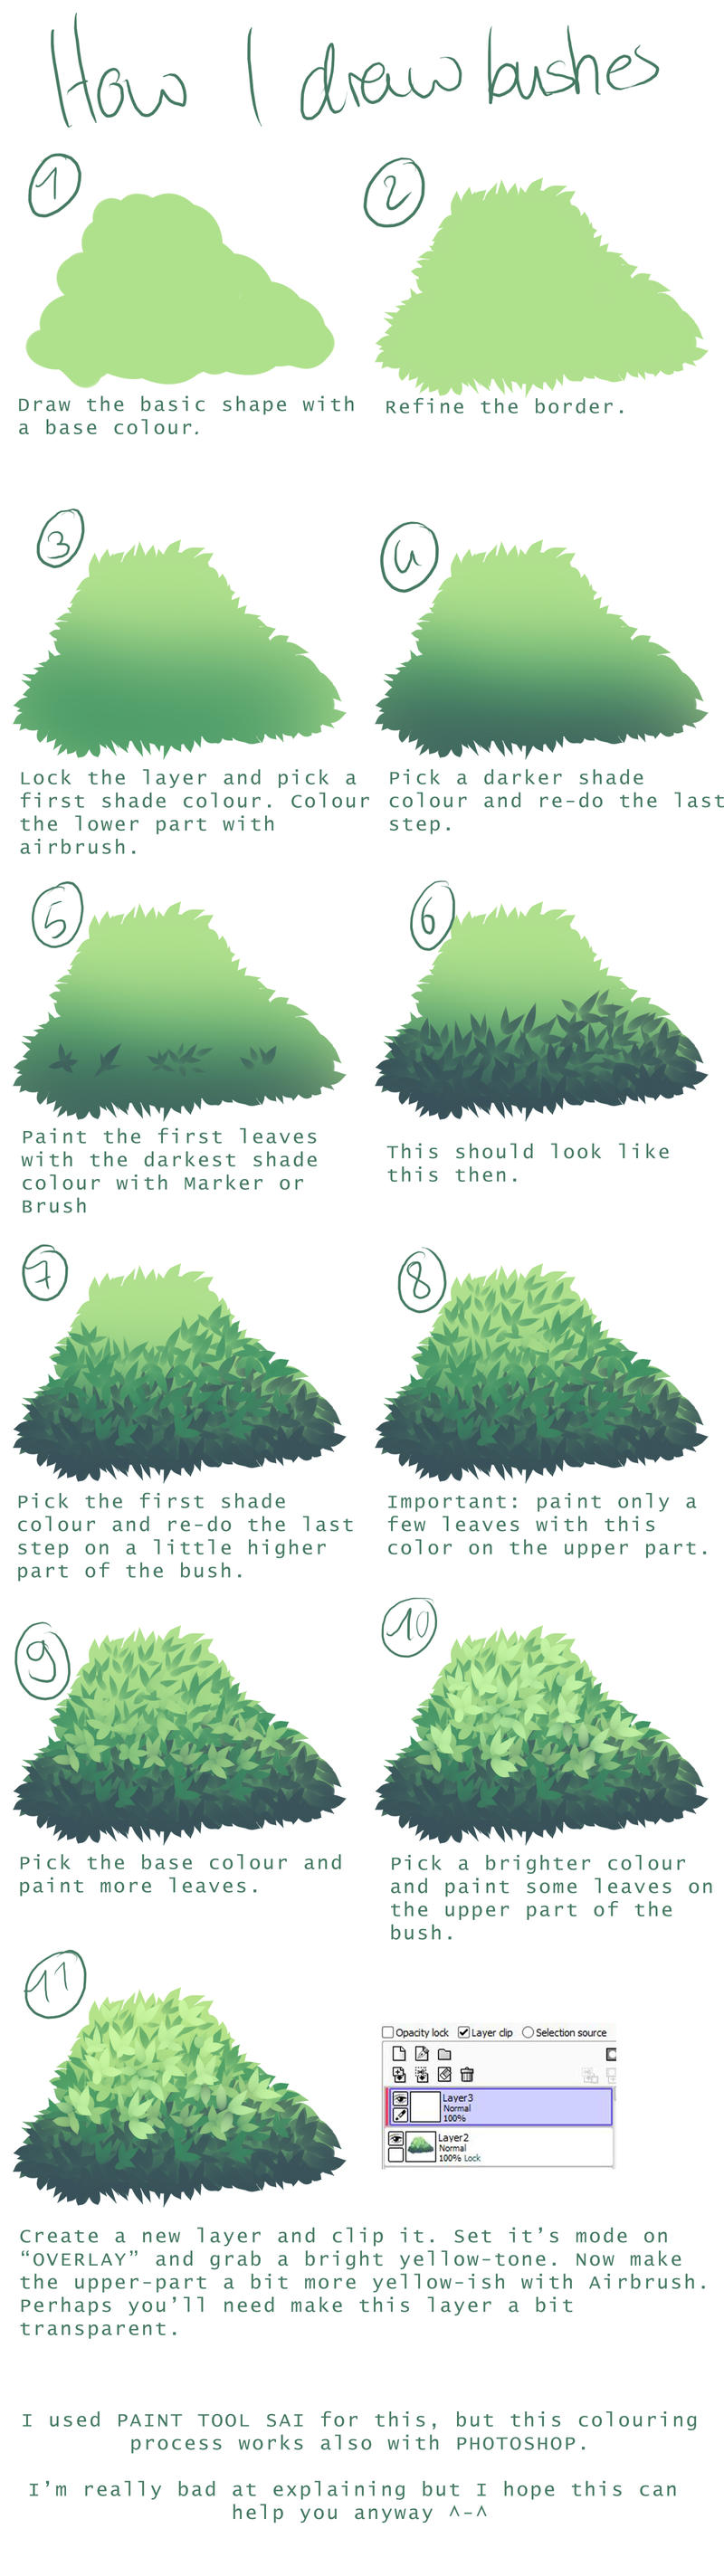 How I draw bushes
1
2
Draw the basic shape with
a base colour.
Refine the border.
3
4
Lock the layer and pick a
first shade colour. Colour
the lower part with
airbrush.
Pick a darker shade
colour and re-do the last
step.
5
6
Paint the first leaves
with the darkest shade
colour with Marker or
Brush
This should look like
this then.
7
8
Pick the first shade
colour and re-do the last
step on a little higher
part of the bush.
Important: paint only a
few leaves with this
color on the upper part.
9
10
Pick the base colour and
paint more leaves.
Pick a brighter colour
and paint some leaves on
the upper part of the
bush.
11
Opacity lock Layer clip Selection source
Layer3
Normal
100%
Layer2
Normal
100% Lock
Create a new layer and clip it. Set it’s mode on
“OVERLAY” and grab a bright yellow-tone. Now make
the upper-part a bit more yellow-ish with Airbrush.
Perhaps you’ll need make this layer a bit
transparent.
I used PAINT TOOL SAI for this, but this colouring
process works also with PHOTOSHOP.
I’m really bad at explaining but I hope this can
help you anyway ^-^